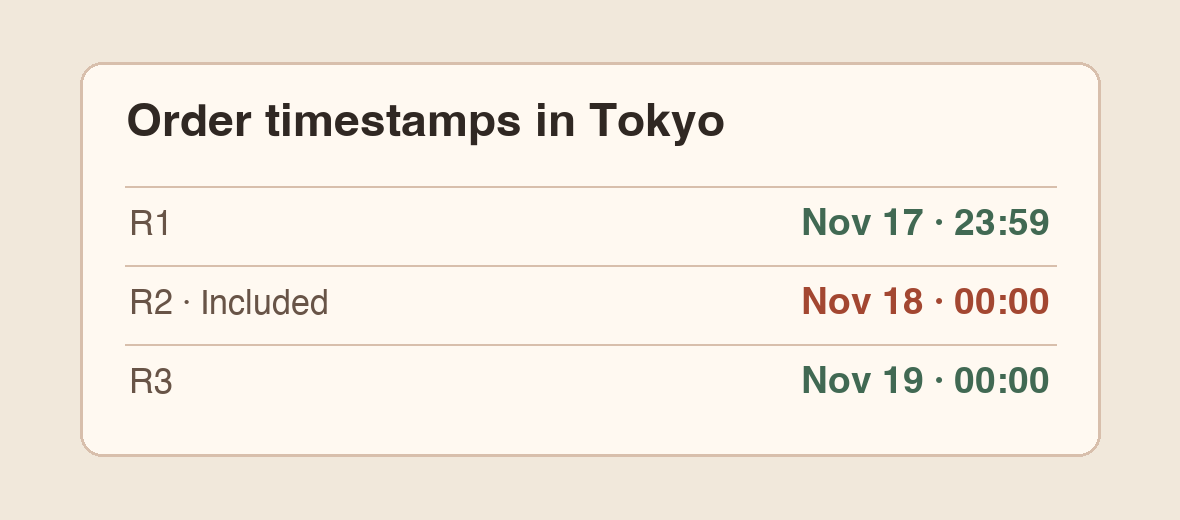 Order timestamps in Tokyo
R1 Nov 17 · 23:59
R2 · Included Nov 18 · 00:00
R3 Nov 19 · 00:00